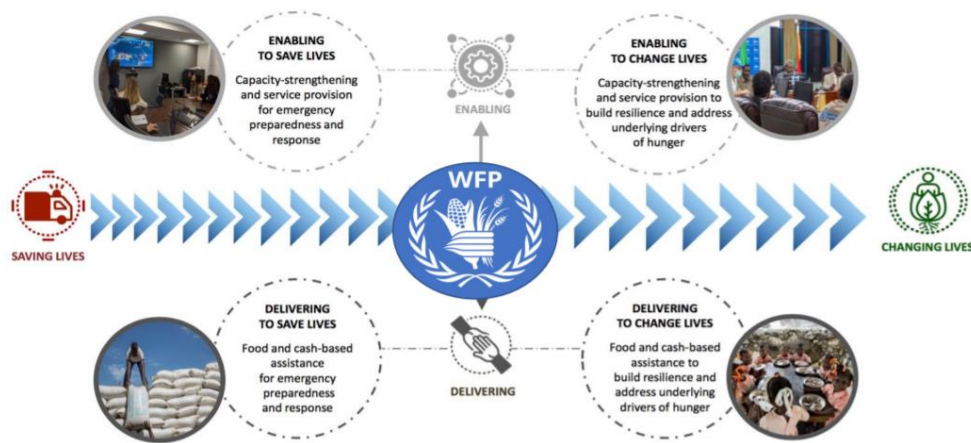 ENABLING
TO SAVE LIVES
Capacity-strengthening
and service provision
for emergency
preparedness and
response
ENABLING
ENABLING
TO CHANGE LIVES
Capacity-strengthening
and service provision to
build resilience and address
underlying drivers
of hunger
SAVING LIVES
WFP
CHANGING LIVES
DELIVERING
TO SAVE LIVES
Food and cash-based
assistance
for emergency
preparedness
and response
DELIVERING
DELIVERING
TO CHANGE LIVES
Food and cash-based
assistance to
build resilience and
address underlying
drivers of hunger